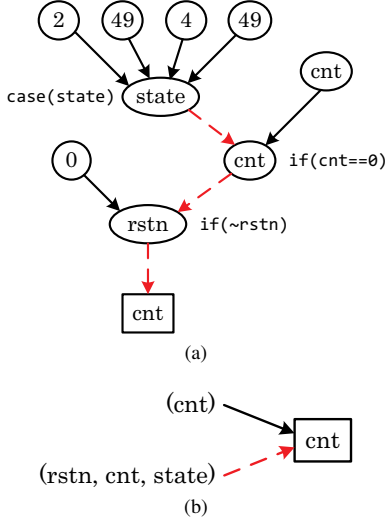 2 49 4 49
cnt
case(state) state
cnt if(cnt==0)
0
rstn if(~rstn)
cnt
(a)
(cnt)
cnt
(rstn, cnt, state)
(b)